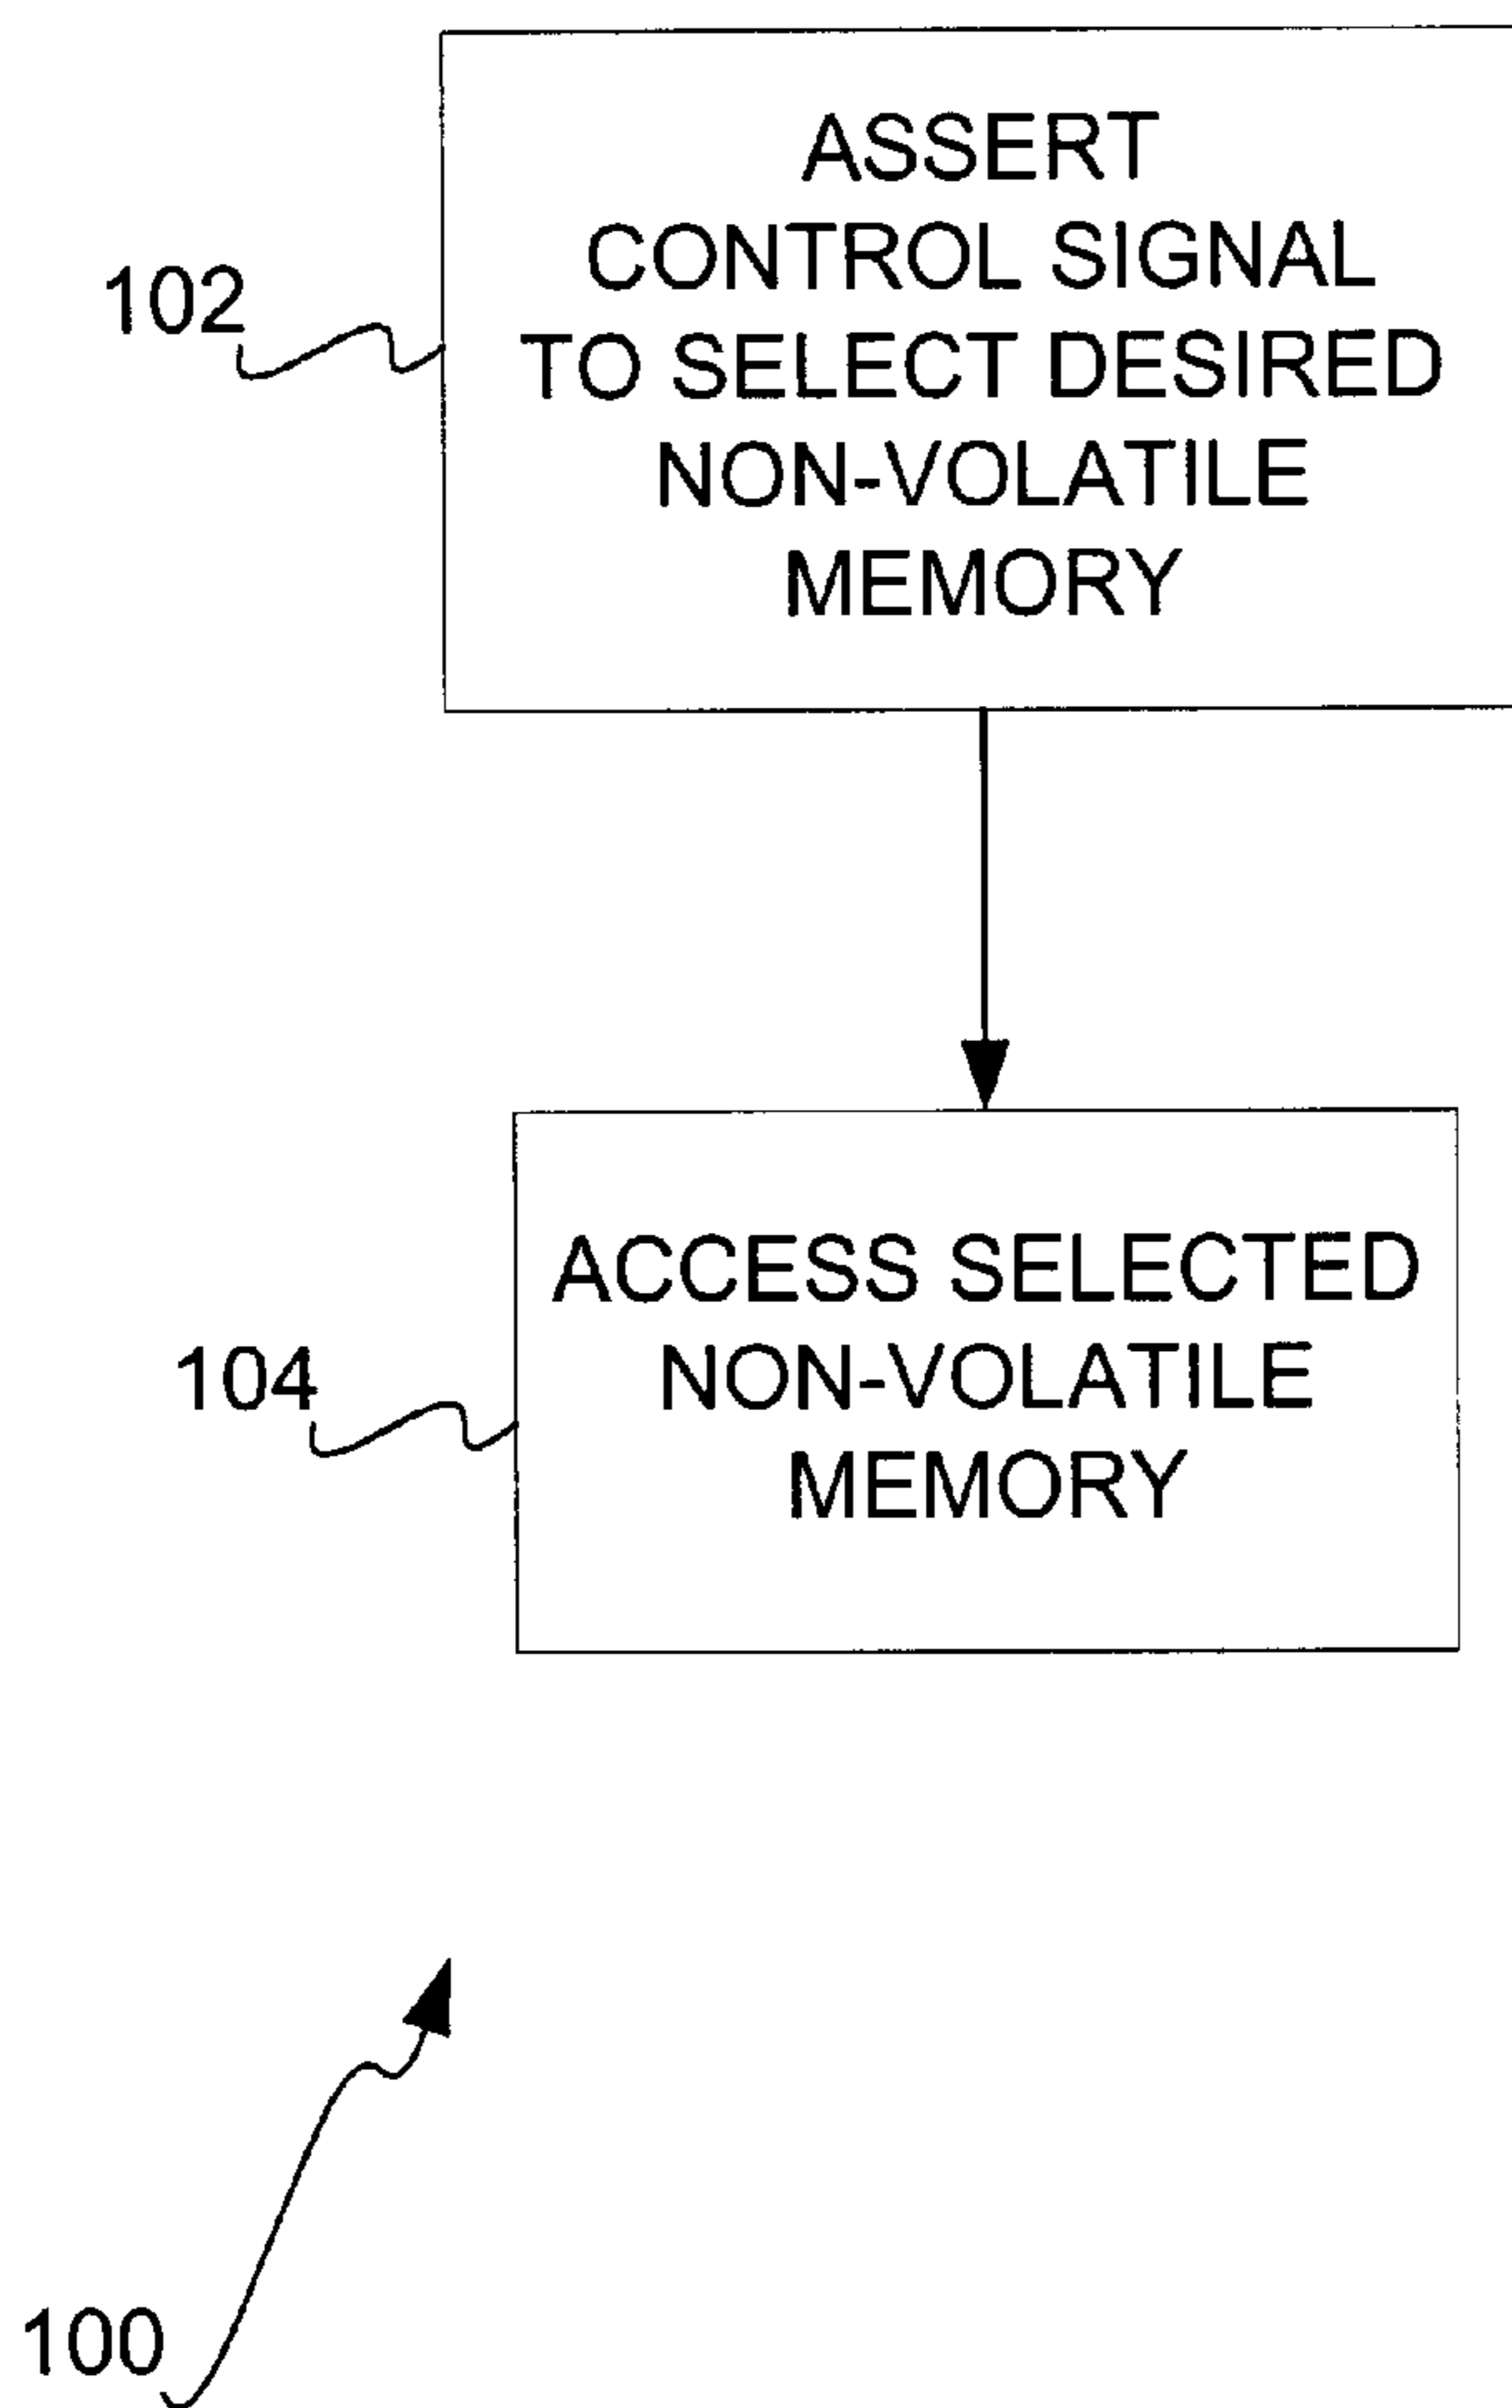 ASSERT
CONTROL SIGNAL
102
TO SELECT DESIRED
NON-VOLATILE
MEMORY
ACCESS SELECTED
104
NON-VOLATILE
MEMORY
100